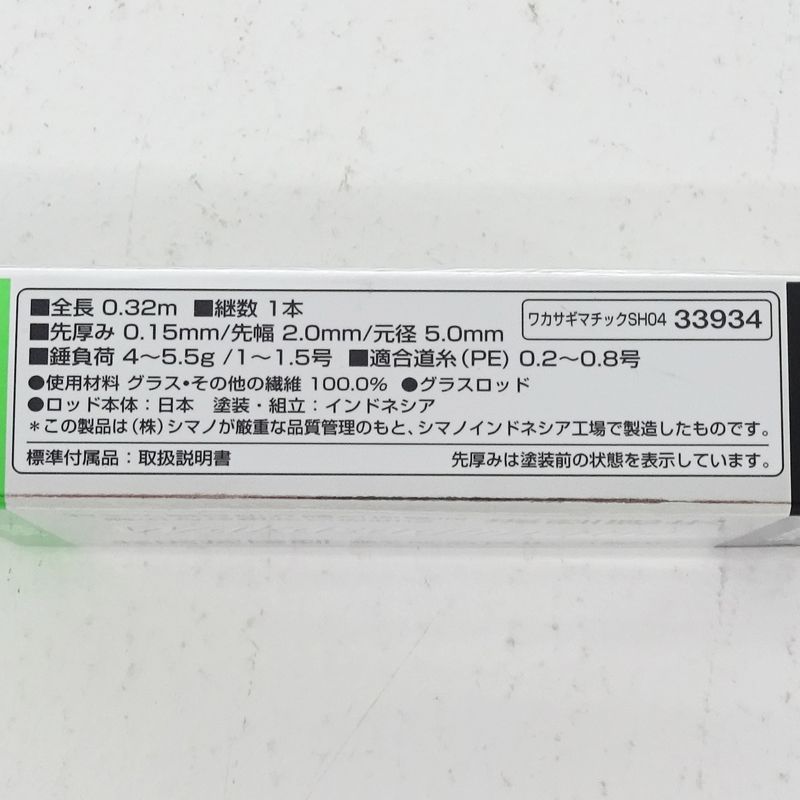 ■全長 0.32m ■継数 1本
ワカサギマチックSH04 33934
■先厚み 0.15mm/先幅 2.0mm/元径 5.0mm
■錘負荷 4〜5.5g /1〜1.5号 ■適合道糸(PE) 0.2〜0.8号
●使用材料 グラス・その他の繊維 100.0% ●グラスロッド
●ロッド本体：日本 塗装・組立：インドネシア
＊この製品は(株)シマノが厳重な品質管理のもと、シマノインドネシア工場で製造したものです。
標準付属品：取扱説明書 先厚みは塗装前の状態を表示しています。